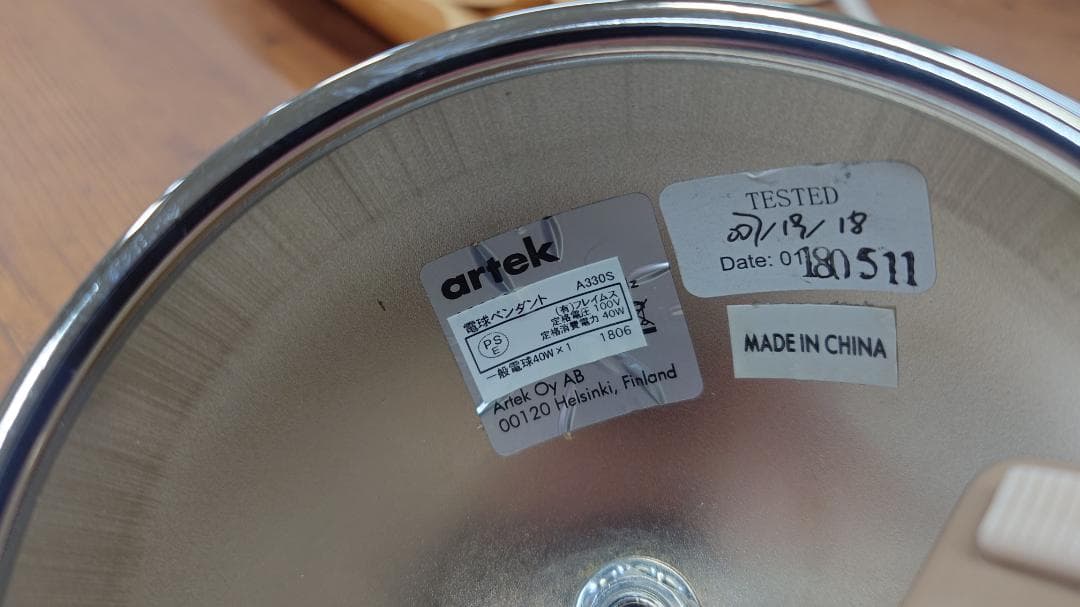 artek
電球ペンダント A330S
PS
E
(有)フレイムス
定格電圧 100V
定格消費電力 40W
一般電球40W×1 1806
Artek Oy AB
00120 Helsinki, Finland
TESTED
Date: 01
180511
MADE IN CHINA